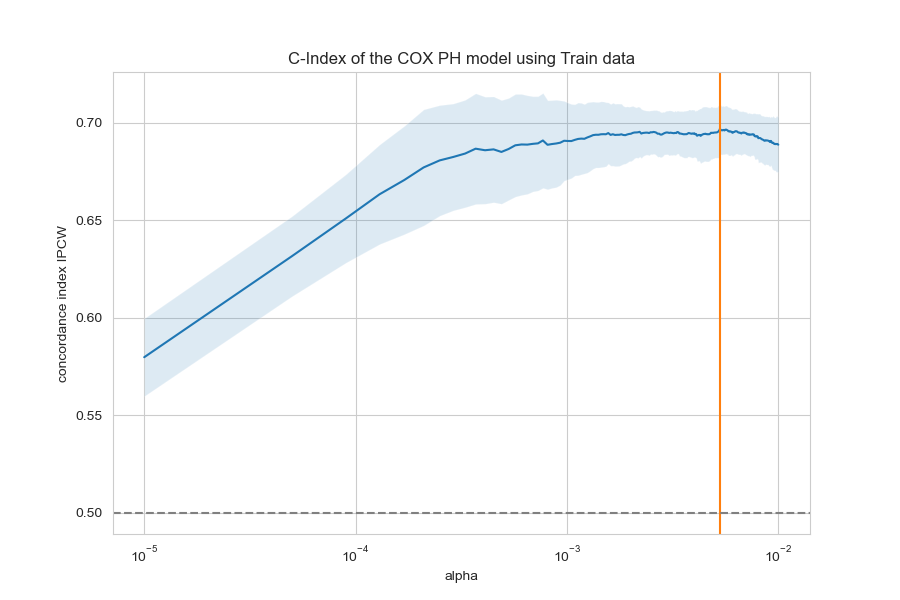 C-Index of the COX PH model using Train data
concordance index IPCW
0.70
0.65
0.60
0.55
0.50
10⁻⁵ 10⁻⁴ 10⁻³ 10⁻²
alpha